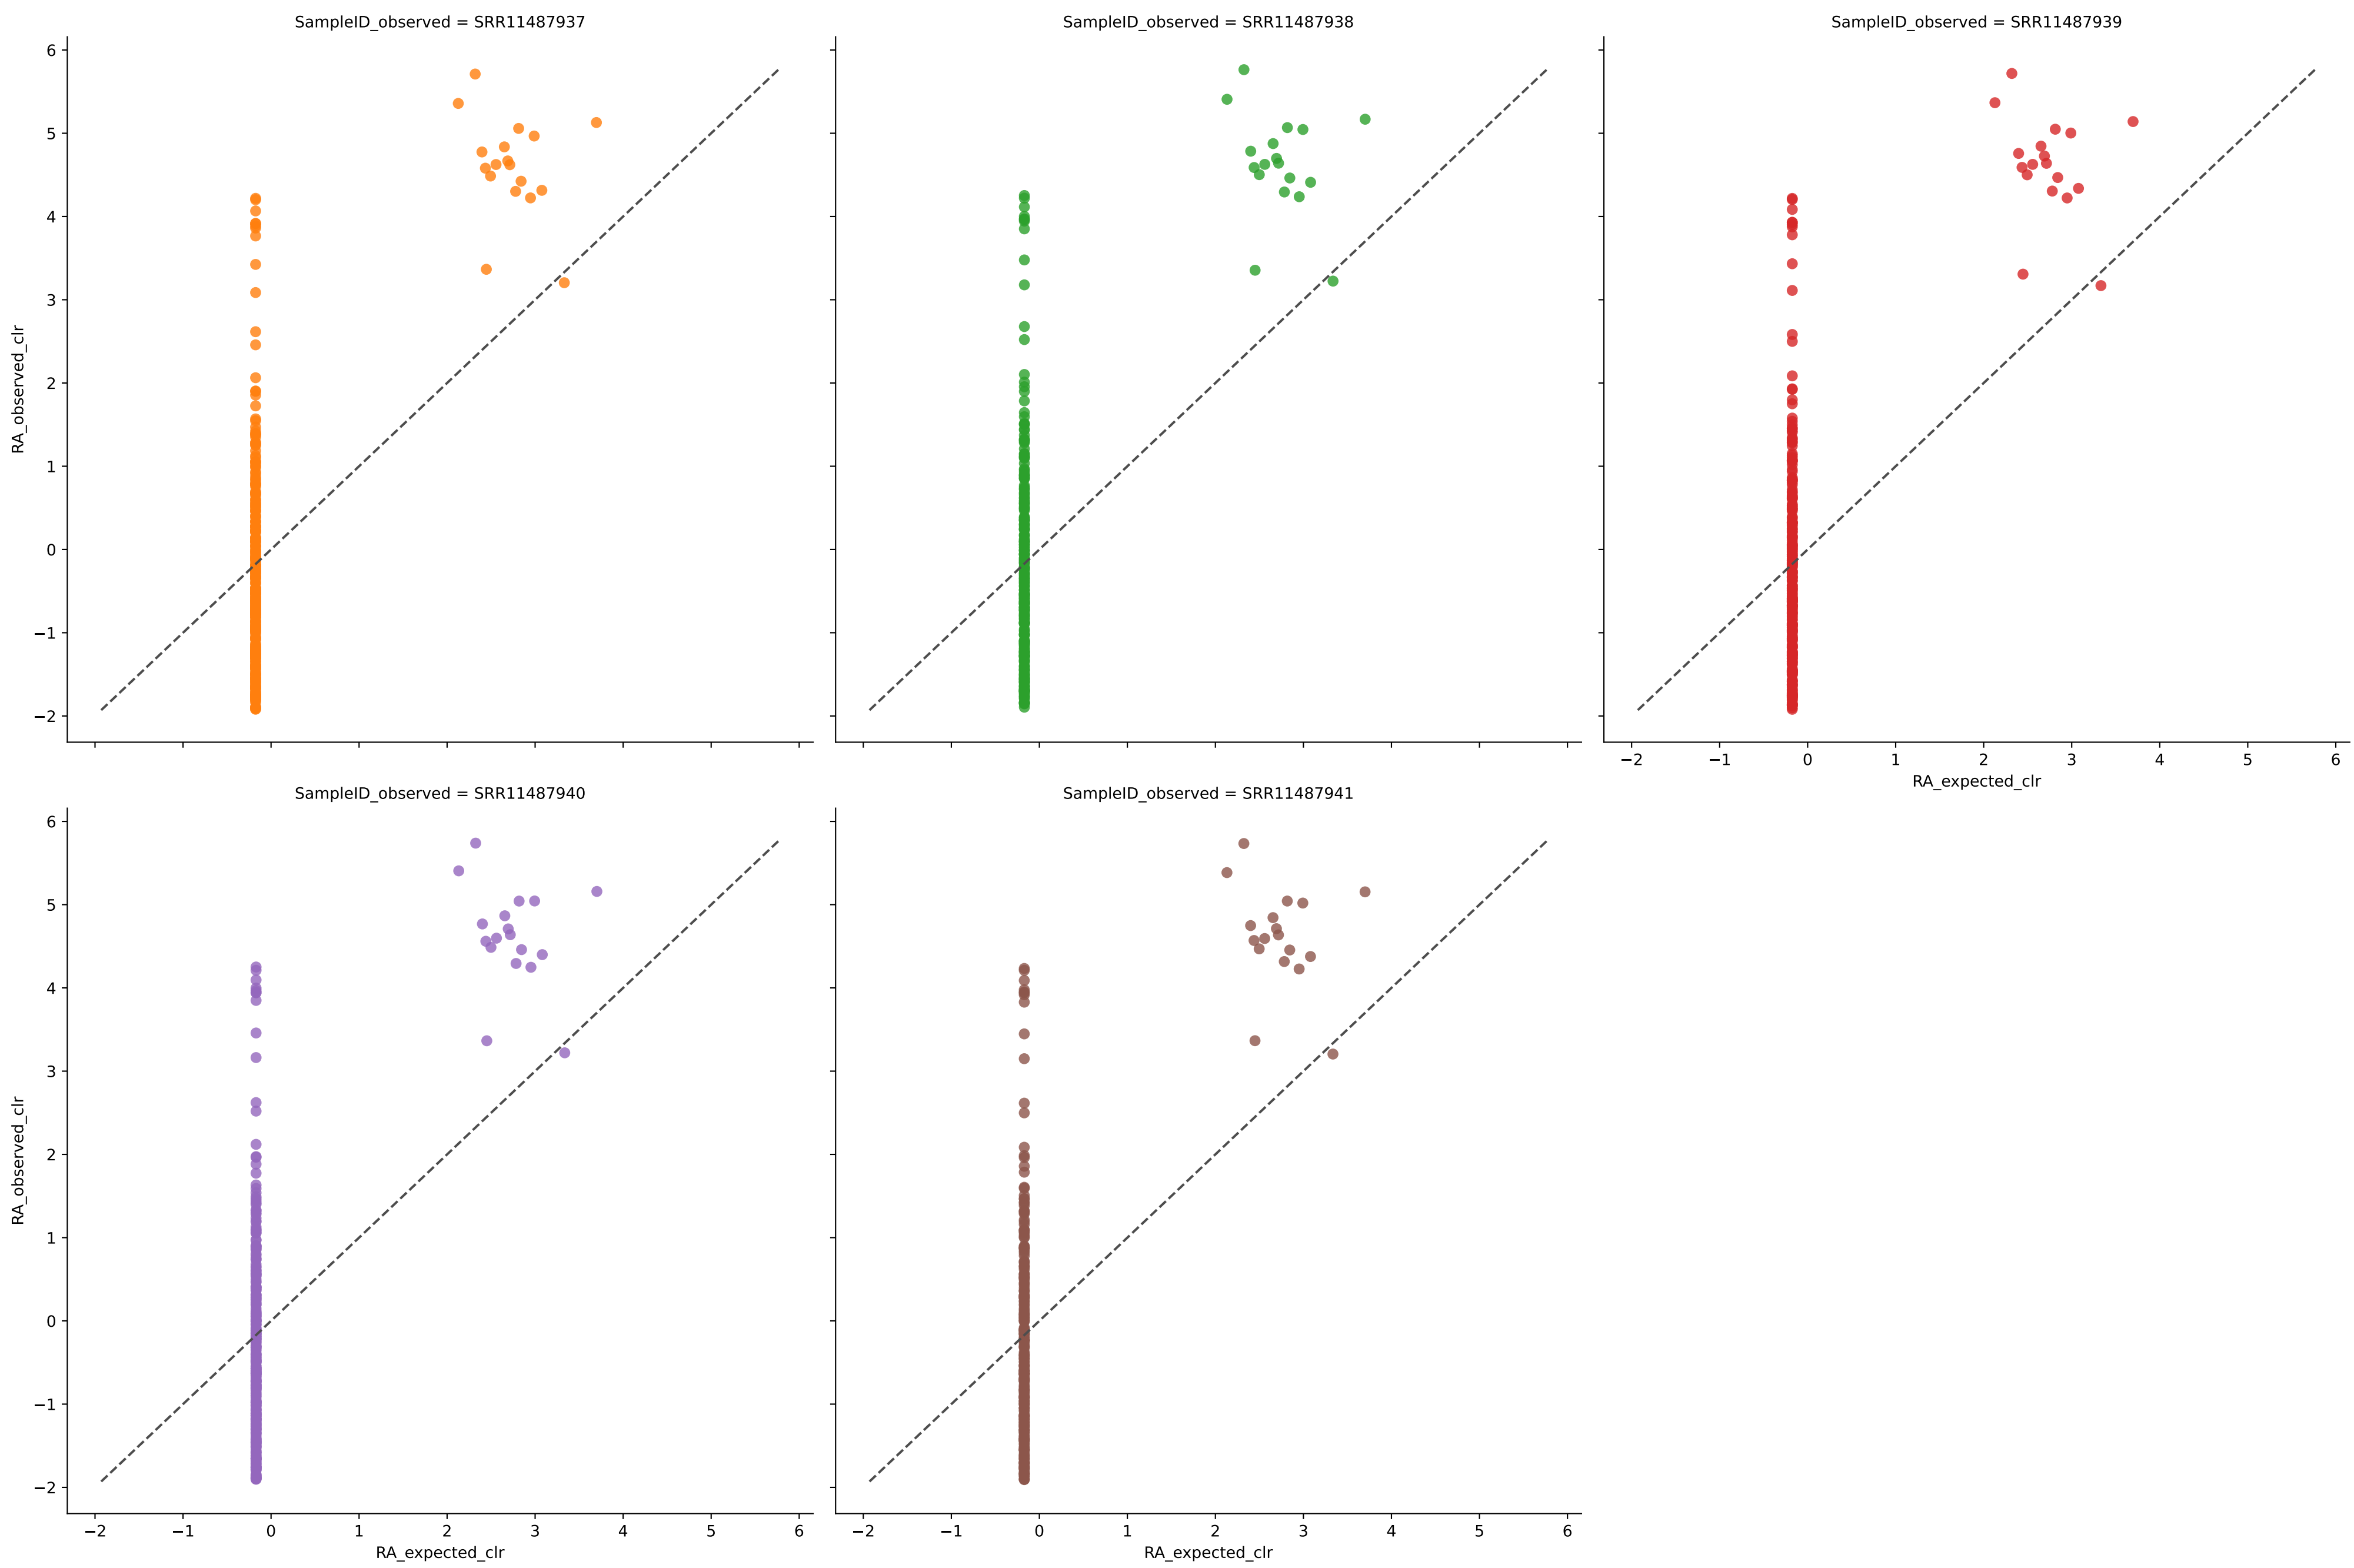 SampleID_observed = SRR11487937
SampleID_observed = SRR11487938
SampleID_observed = SRR11487939
6
5
4
3
2
1
0
−1
−2
RA_observed_clr
−2 −1 0 1 2 3 4 5 6
RA_expected_clr
SampleID_observed = SRR11487940
SampleID_observed = SRR11487941
6
5
4
3
2
1
0
−1
−2
RA_observed_clr
−2 −1 0 1 2 3 4 5 6
RA_expected_clr
−2 −1 0 1 2 3 4 5 6
RA_expected_clr